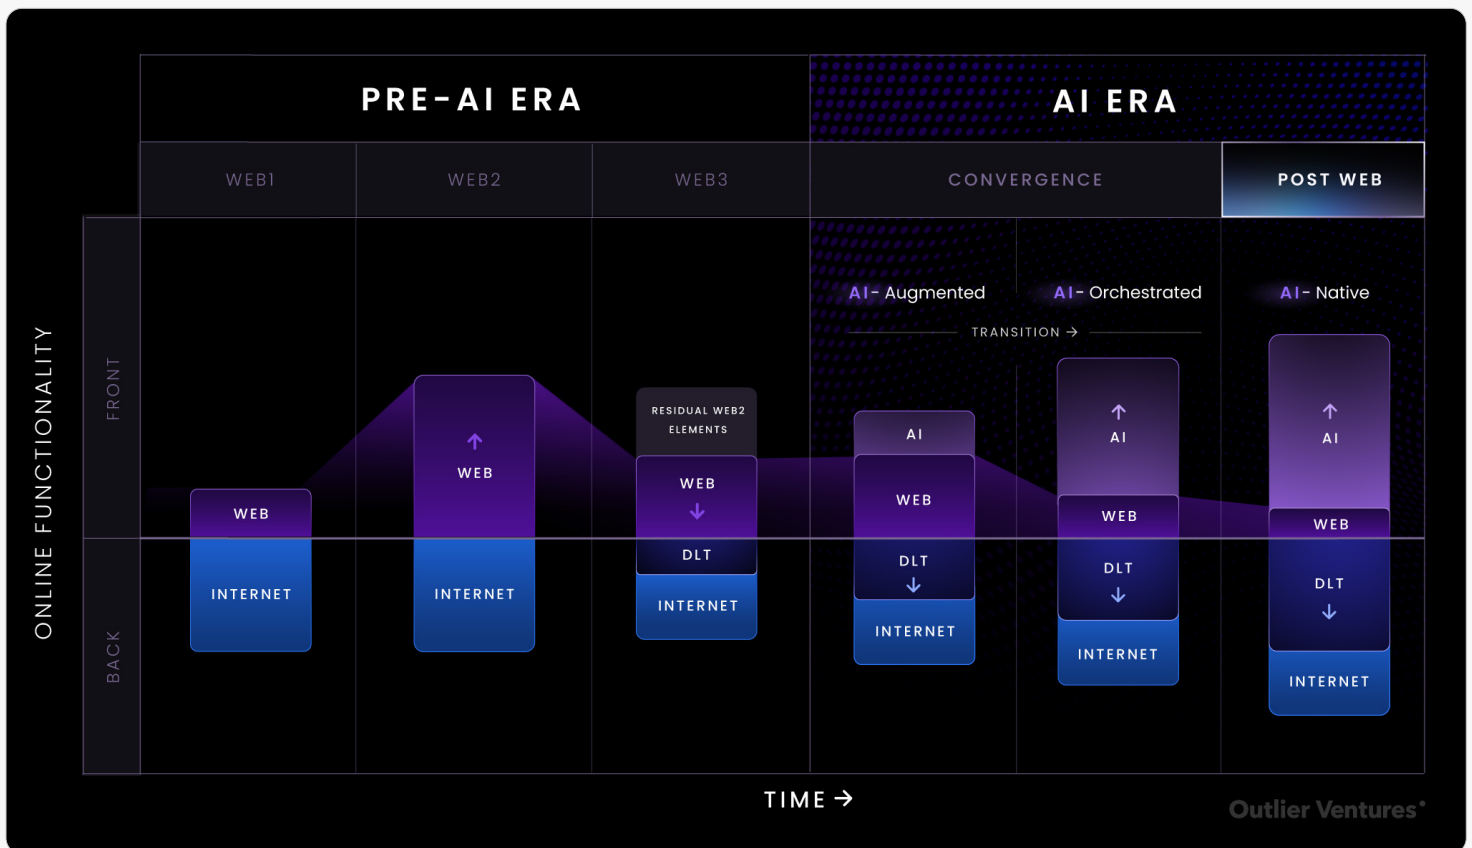 PRE-AI ERA
AI ERA
WEB1
WEB2
WEB3
CONVERGENCE
POST WEB
ONLINE FUNCTIONALITY
FRONT
BACK
AI- Augmented
AI- Orchestrated
AI- Native
TRANSITION →
WEB
INTERNET
↑
WEB
INTERNET
RESIDUAL WEB2
ELEMENTS
WEB
↓
DLT
INTERNET
AI
WEB
DLT
↓
INTERNET
↑
AI
WEB
DLT
↓
INTERNET
↑
AI
WEB
DLT
↓
INTERNET
TIME →
Outlier Ventures